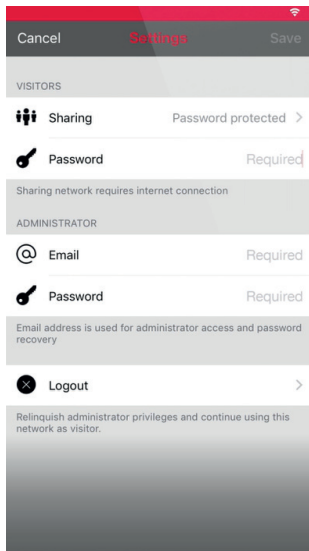 Cancel Settings Save
VISITORS
Sharing Password protected
Password Required
Sharing network requires internet connection
ADMINISTRATOR
Email Required
Password Required
Email address is used for administrator access and password
recovery
Logout
Relinquish administrator privileges and continue using this
network as visitor.